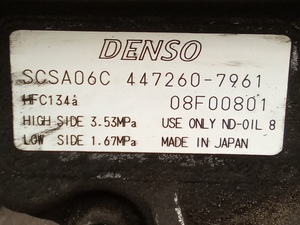 DENSO
SCSA06C 447260-7961
HFC134a 08F00801
HIGH SIDE 3.53MPa USE ONLY ND-OIL 8
LOW SIDE 1.67MPa MADE IN JAPAN